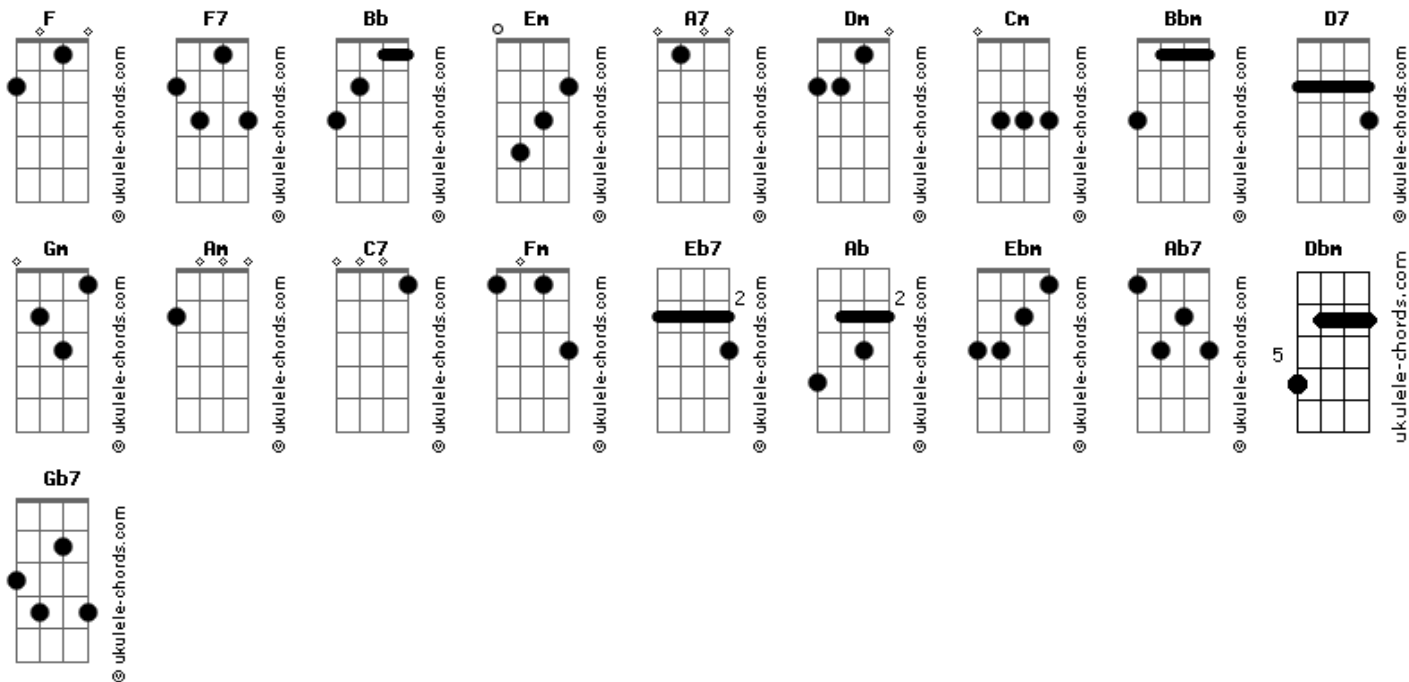 F F7 Bb Em A7 Dm Cm Bbm D7
© ukulele-chords.com © ukulele-chords.com © ukulele-chords.com © ukulele-chords.com © ukulele-chords.com © ukulele-chords.com © ukulele-chords.com © ukulele-chords.com © ukulele-chords.com
Gm Am C7 Fm Eb7 Ab Ebm Ab7 Dbm
2 2 5
© ukulele-chords.com © ukulele-chords.com © ukulele-chords.com © ukulele-chords.com © ukulele-chords.com © ukulele-chords.com © ukulele-chords.com © ukulele-chords.com ukulele-chords.com
Gb7
© ukulele-chords.com